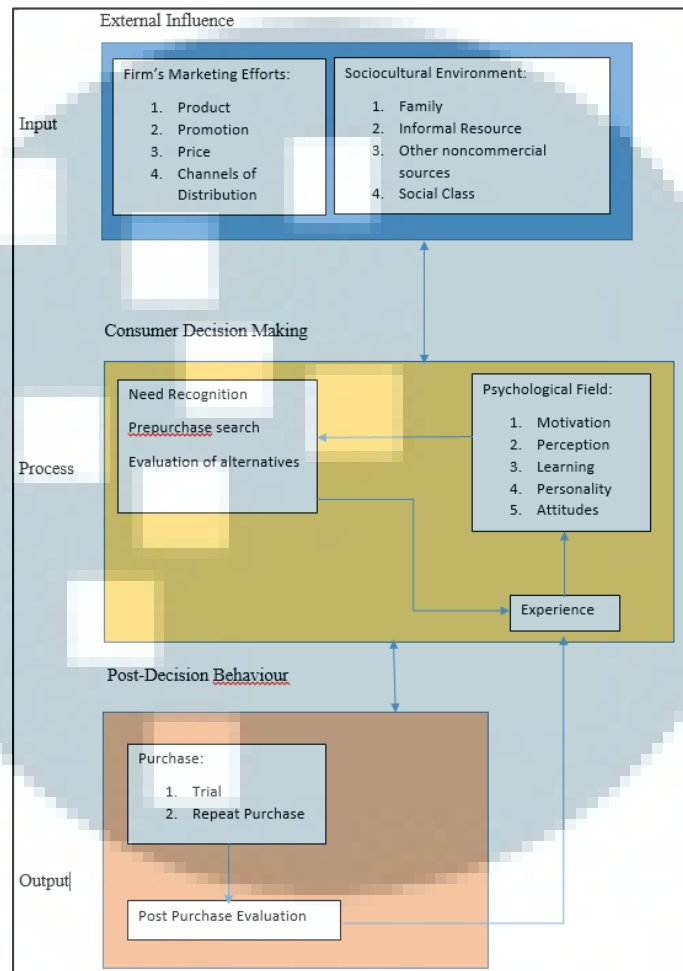 External Influence
Input
Firm's Marketing Efforts:
1. Product
2. Promotion
3. Price
4. Channels of
Distribution
Sociocultural Environment:
1. Family
2. Informal Resource
3. Other noncommercial
sources
4. Social Class
Consumer Decision Making
Process
Need Recognition
Prepurchase search
Evaluation of alternatives
Psychological Field:
1. Motivation
2. Perception
3. Learning
4. Personality
5. Attitudes
Experience
Post-Decision Behaviour
Output
Purchase:
1. Trial
2. Repeat Purchase
Post Purchase Evaluation